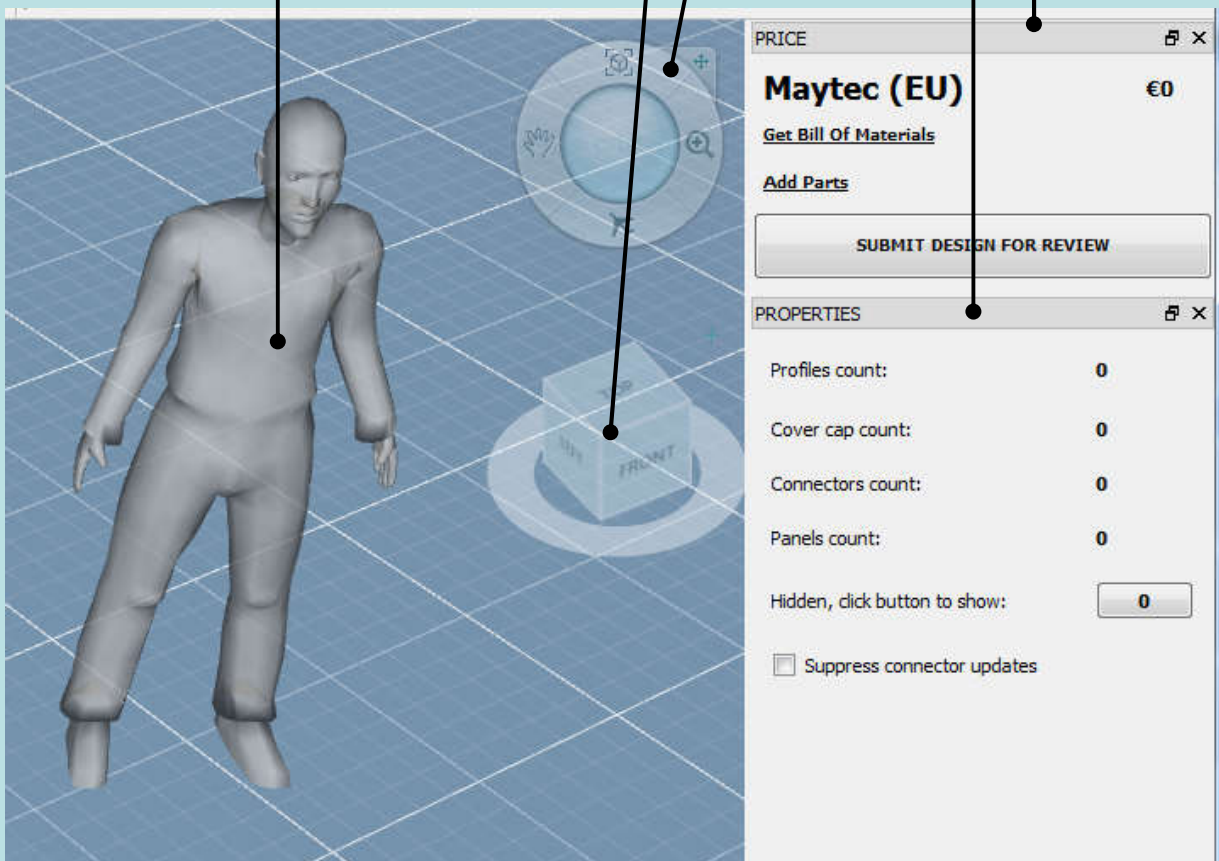 PRICE
Maytec (EU) €0
Get Bill Of Materials
Add Parts
SUBMIT DESIGN FOR REVIEW
PROPERTIES
TOP
FRONT
Profiles count: 0
Cover cap count: 0
Connectors count: 0
Panels count: 0
Hidden, click button to show: 0
Suppress connector updates